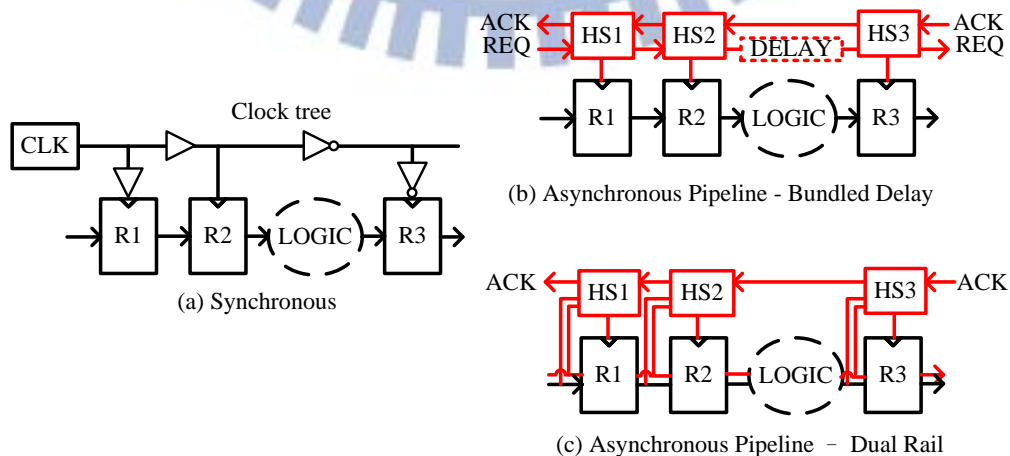 Clock tree
CLK
R1 R2 LOGIC R3
(a) Synchronous
ACK HS1 HS2 HS3 ACK
REQ DELAY REQ
R1 R2 LOGIC R3
(b) Asynchronous Pipeline - Bundled Delay
ACK HS1 HS2 HS3 ACK
R1 R2 LOGIC R3
(c) Asynchronous Pipeline - Dual Rail